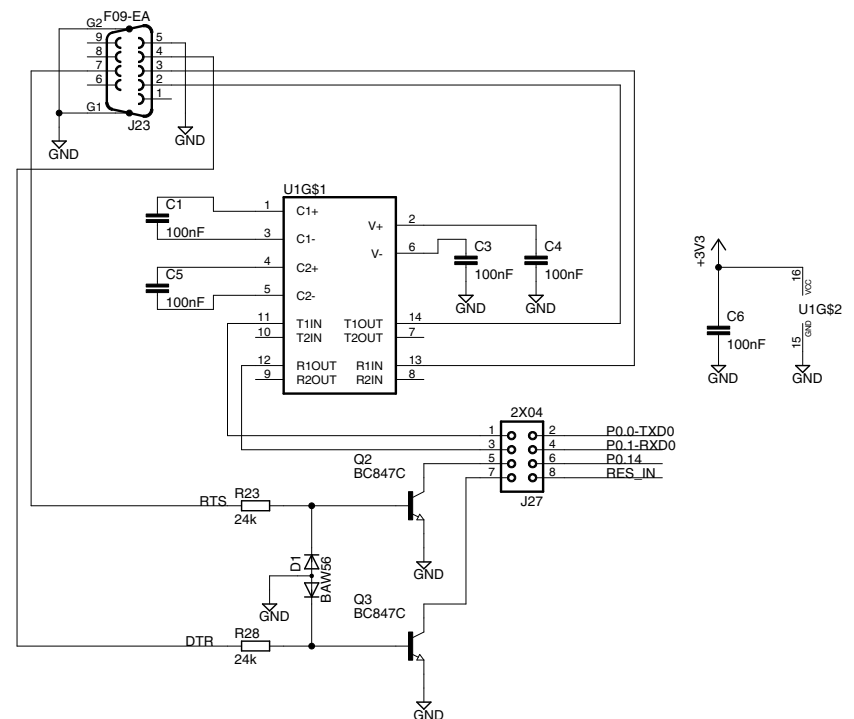 F09-EA
G2
9 5
8 4
7 3
6 2
1
G1
J23
GND
GND
U1G$1
C1
100nF
1 C1+
3 C1-
C5
100nF
4 C2+
5 C2-
V+ 2
V- 6
C3
100nF
GND
C4
100nF
GND
11 T1IN T1OUT 14
10 T2IN T2OUT 7
12 R1OUT R1IN 13
9 R2OUT R2IN 8
+3V3
C6
100nF
GND
16
VCC
U1G$2
15
GND
GND
2X04
1 2 P0.0-TXD0
3 4 P0.1-RXD0
5 6 P0.14
7 8 RES_IN
J27
Q2
BC847C
RTS
R23
24k
GND
D1
BAW56
GND
Q3
BC847C
DTR
R28
24k
GND